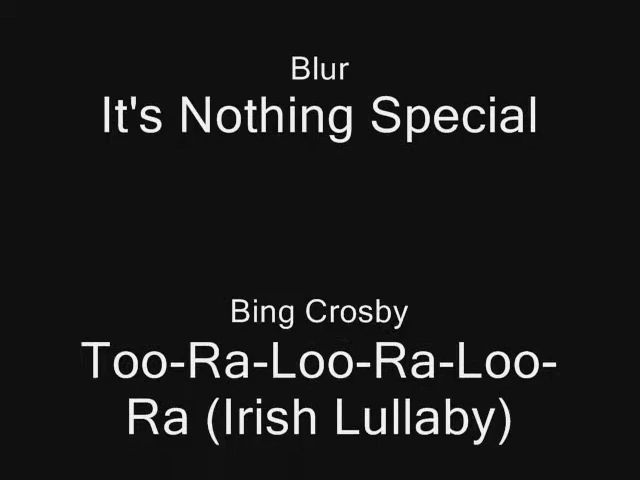 Blur
It's Nothing Special
Bing Crosby
Too-Ra-Loo-Ra-Loo-
Ra (Irish Lullaby)